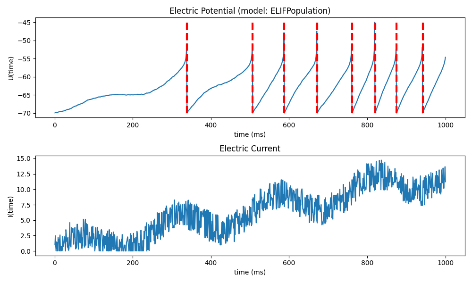 Electric Potential (model: ELIFPopulation)
−45
−50
−55
−60
−65
−70
U(time)
0 200 400 600 800 1000
time (ms)
Electric Current
15.0
12.5
10.0
7.5
5.0
2.5
0.0
I(time)
0 200 400 600 800 1000
time (ms)